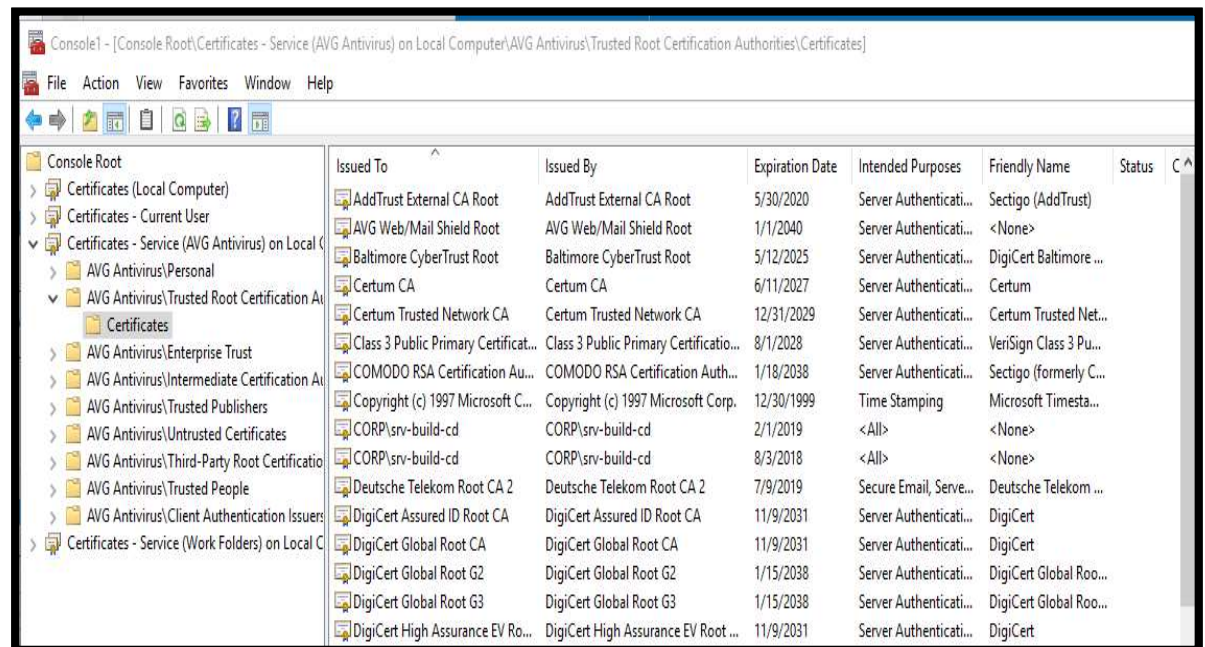 Console1 - [Console Root\Certificates - Service (AVG Antivirus) on Local Computer\AVG Antivirus\Trusted Root Certification Authorities\Certificates]
File Action View Favorites Window Help
Console Root
Certificates (Local Computer)
Certificates - Current User
Certificates - Service (AVG Antivirus) on Local C
AVG Antivirus\Personal
AVG Antivirus\Trusted Root Certification Au
Certificates
AVG Antivirus\Enterprise Trust
AVG Antivirus\Intermediate Certification Au
AVG Antivirus\Trusted Publishers
AVG Antivirus\Untrusted Certificates
AVG Antivirus\Third-Party Root Certificatio
AVG Antivirus\Trusted People
AVG Antivirus\Client Authentication Issuers
Certificates - Service (Work Folders) on Local C
Issued To Issued By Expiration Date Intended Purposes Friendly Name Status C
AddTrust External CA Root AddTrust External CA Root 5/30/2020 Server Authenticati... Sectigo (AddTrust)
AVG Web/Mail Shield Root AVG Web/Mail Shield Root 1/1/2040 Server Authenticati... <None>
Baltimore CyberTrust Root Baltimore CyberTrust Root 5/12/2025 Server Authenticati... DigiCert Baltimore ...
Certum CA Certum CA 6/11/2027 Server Authenticati... Certum
Certum Trusted Network CA Certum Trusted Network CA 12/31/2029 Server Authenticati... Certum Trusted Net...
Class 3 Public Primary Certificat... Class 3 Public Primary Certificatio... 8/1/2028 Server Authenticati... VeriSign Class 3 Pu...
COMODO RSA Certification Au... COMODO RSA Certification Auth... 1/18/2038 Server Authenticati... Sectigo (formerly C...
Copyright (c) 1997 Microsoft C... Copyright (c) 1997 Microsoft Corp. 12/30/1999 Time Stamping Microsoft Timesta...
CORP\srv-build-cd CORP\srv-build-cd 2/1/2019 <All> <None>
CORP\srv-build-cd CORP\srv-build-cd 8/3/2018 <All> <None>
Deutsche Telekom Root CA 2 Deutsche Telekom Root CA 2 7/9/2019 Secure Email, Serve... Deutsche Telekom ...
DigiCert Assured ID Root CA DigiCert Assured ID Root CA 11/9/2031 Server Authenticati... DigiCert
DigiCert Global Root CA DigiCert Global Root CA 11/9/2031 Server Authenticati... DigiCert
DigiCert Global Root G2 DigiCert Global Root G2 1/15/2038 Server Authenticati... DigiCert Global Roo...
DigiCert Global Root G3 DigiCert Global Root G3 1/15/2038 Server Authenticati... DigiCert Global Roo...
DigiCert High Assurance EV Ro... DigiCert High Assurance EV Root ... 11/9/2031 Server Authenticati... DigiCert